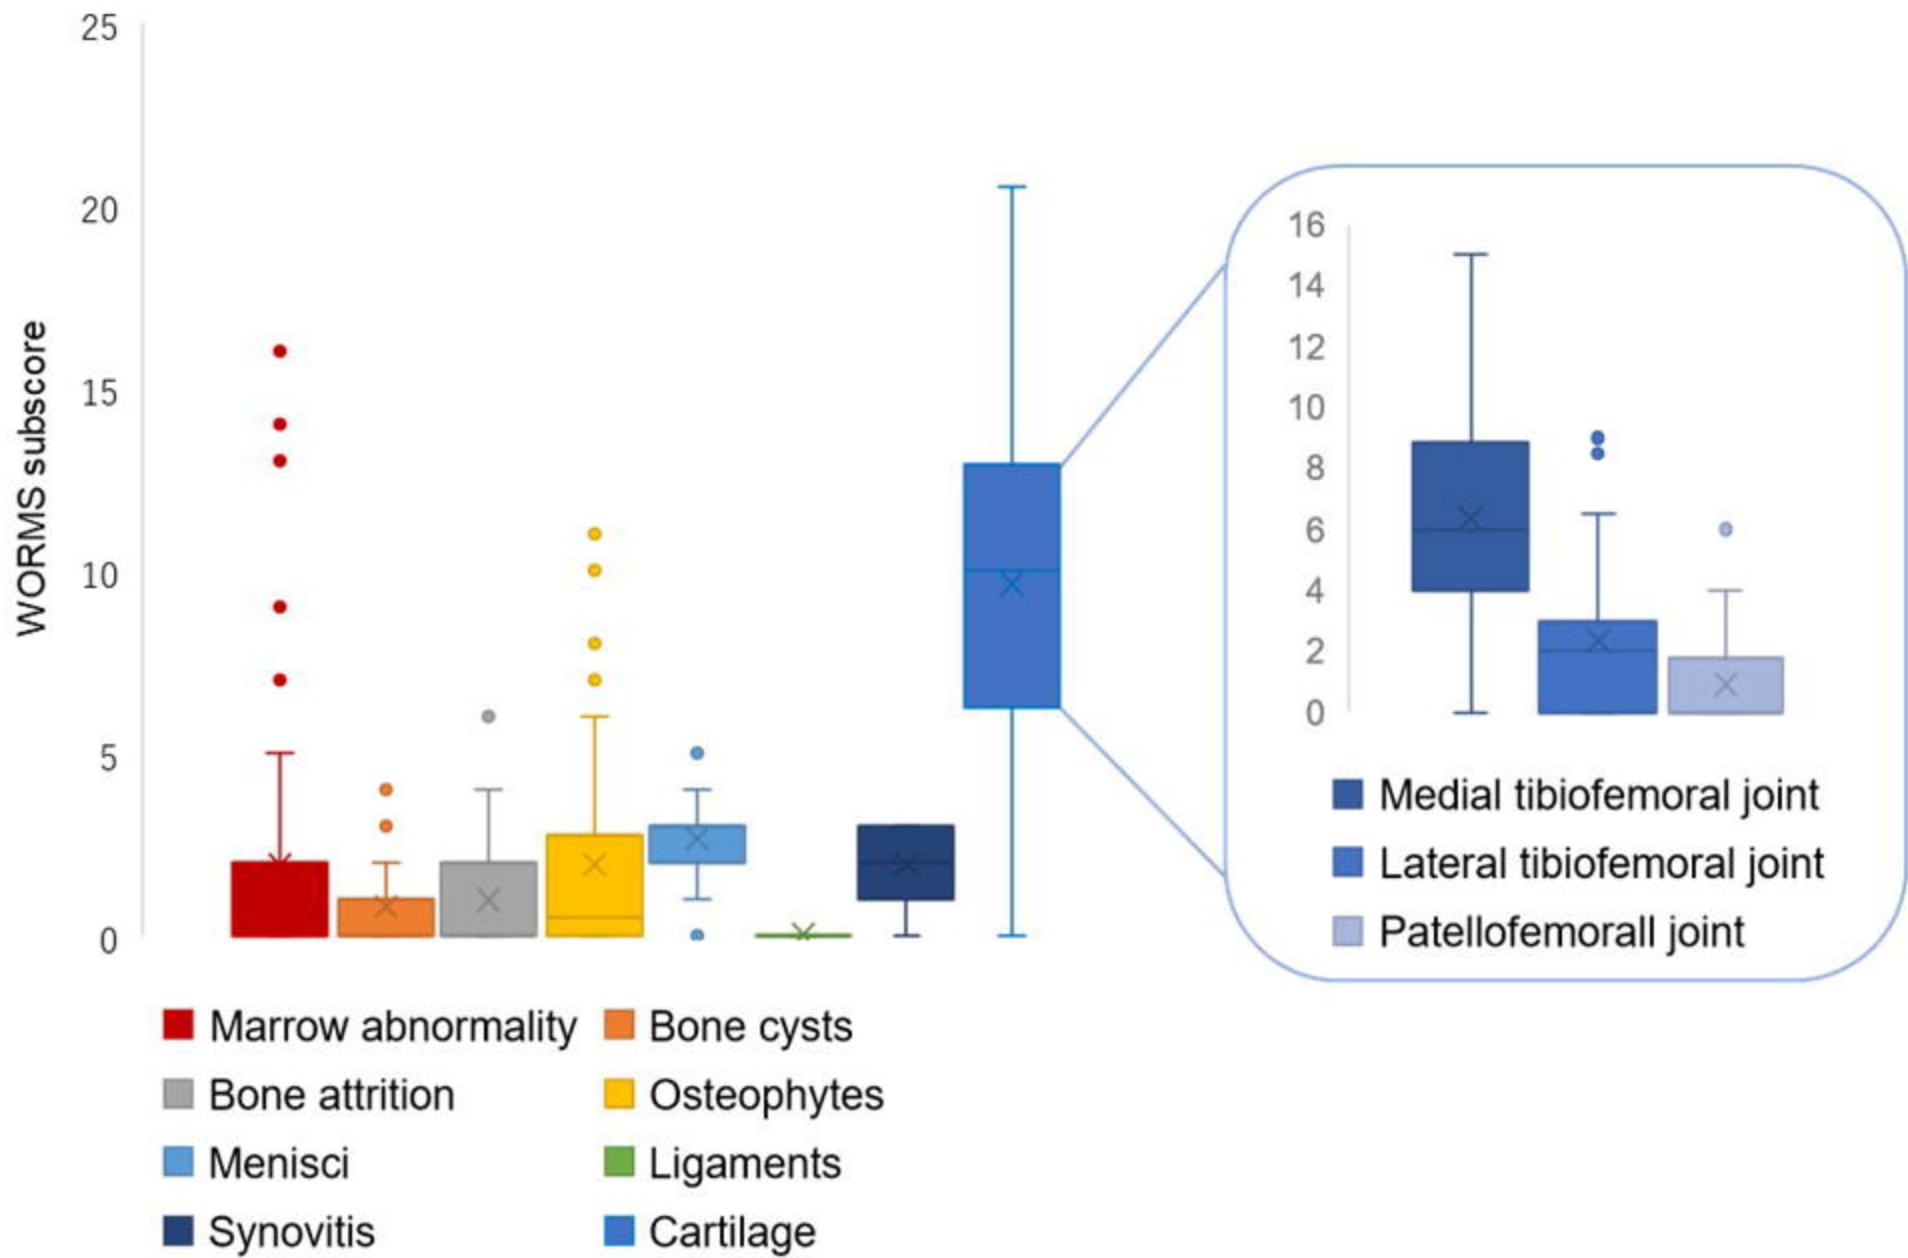 25
20
15
10
5
0
WORMS subscore
16
14
12
10
8
6
4
2
0
Medial tibiofemoral joint
Lateral tibiofemoral joint
Patellofemorall joint
Marrow abnormality
Bone cysts
Bone attrition
Osteophytes
Menisci
Ligaments
Synovitis
Cartilage